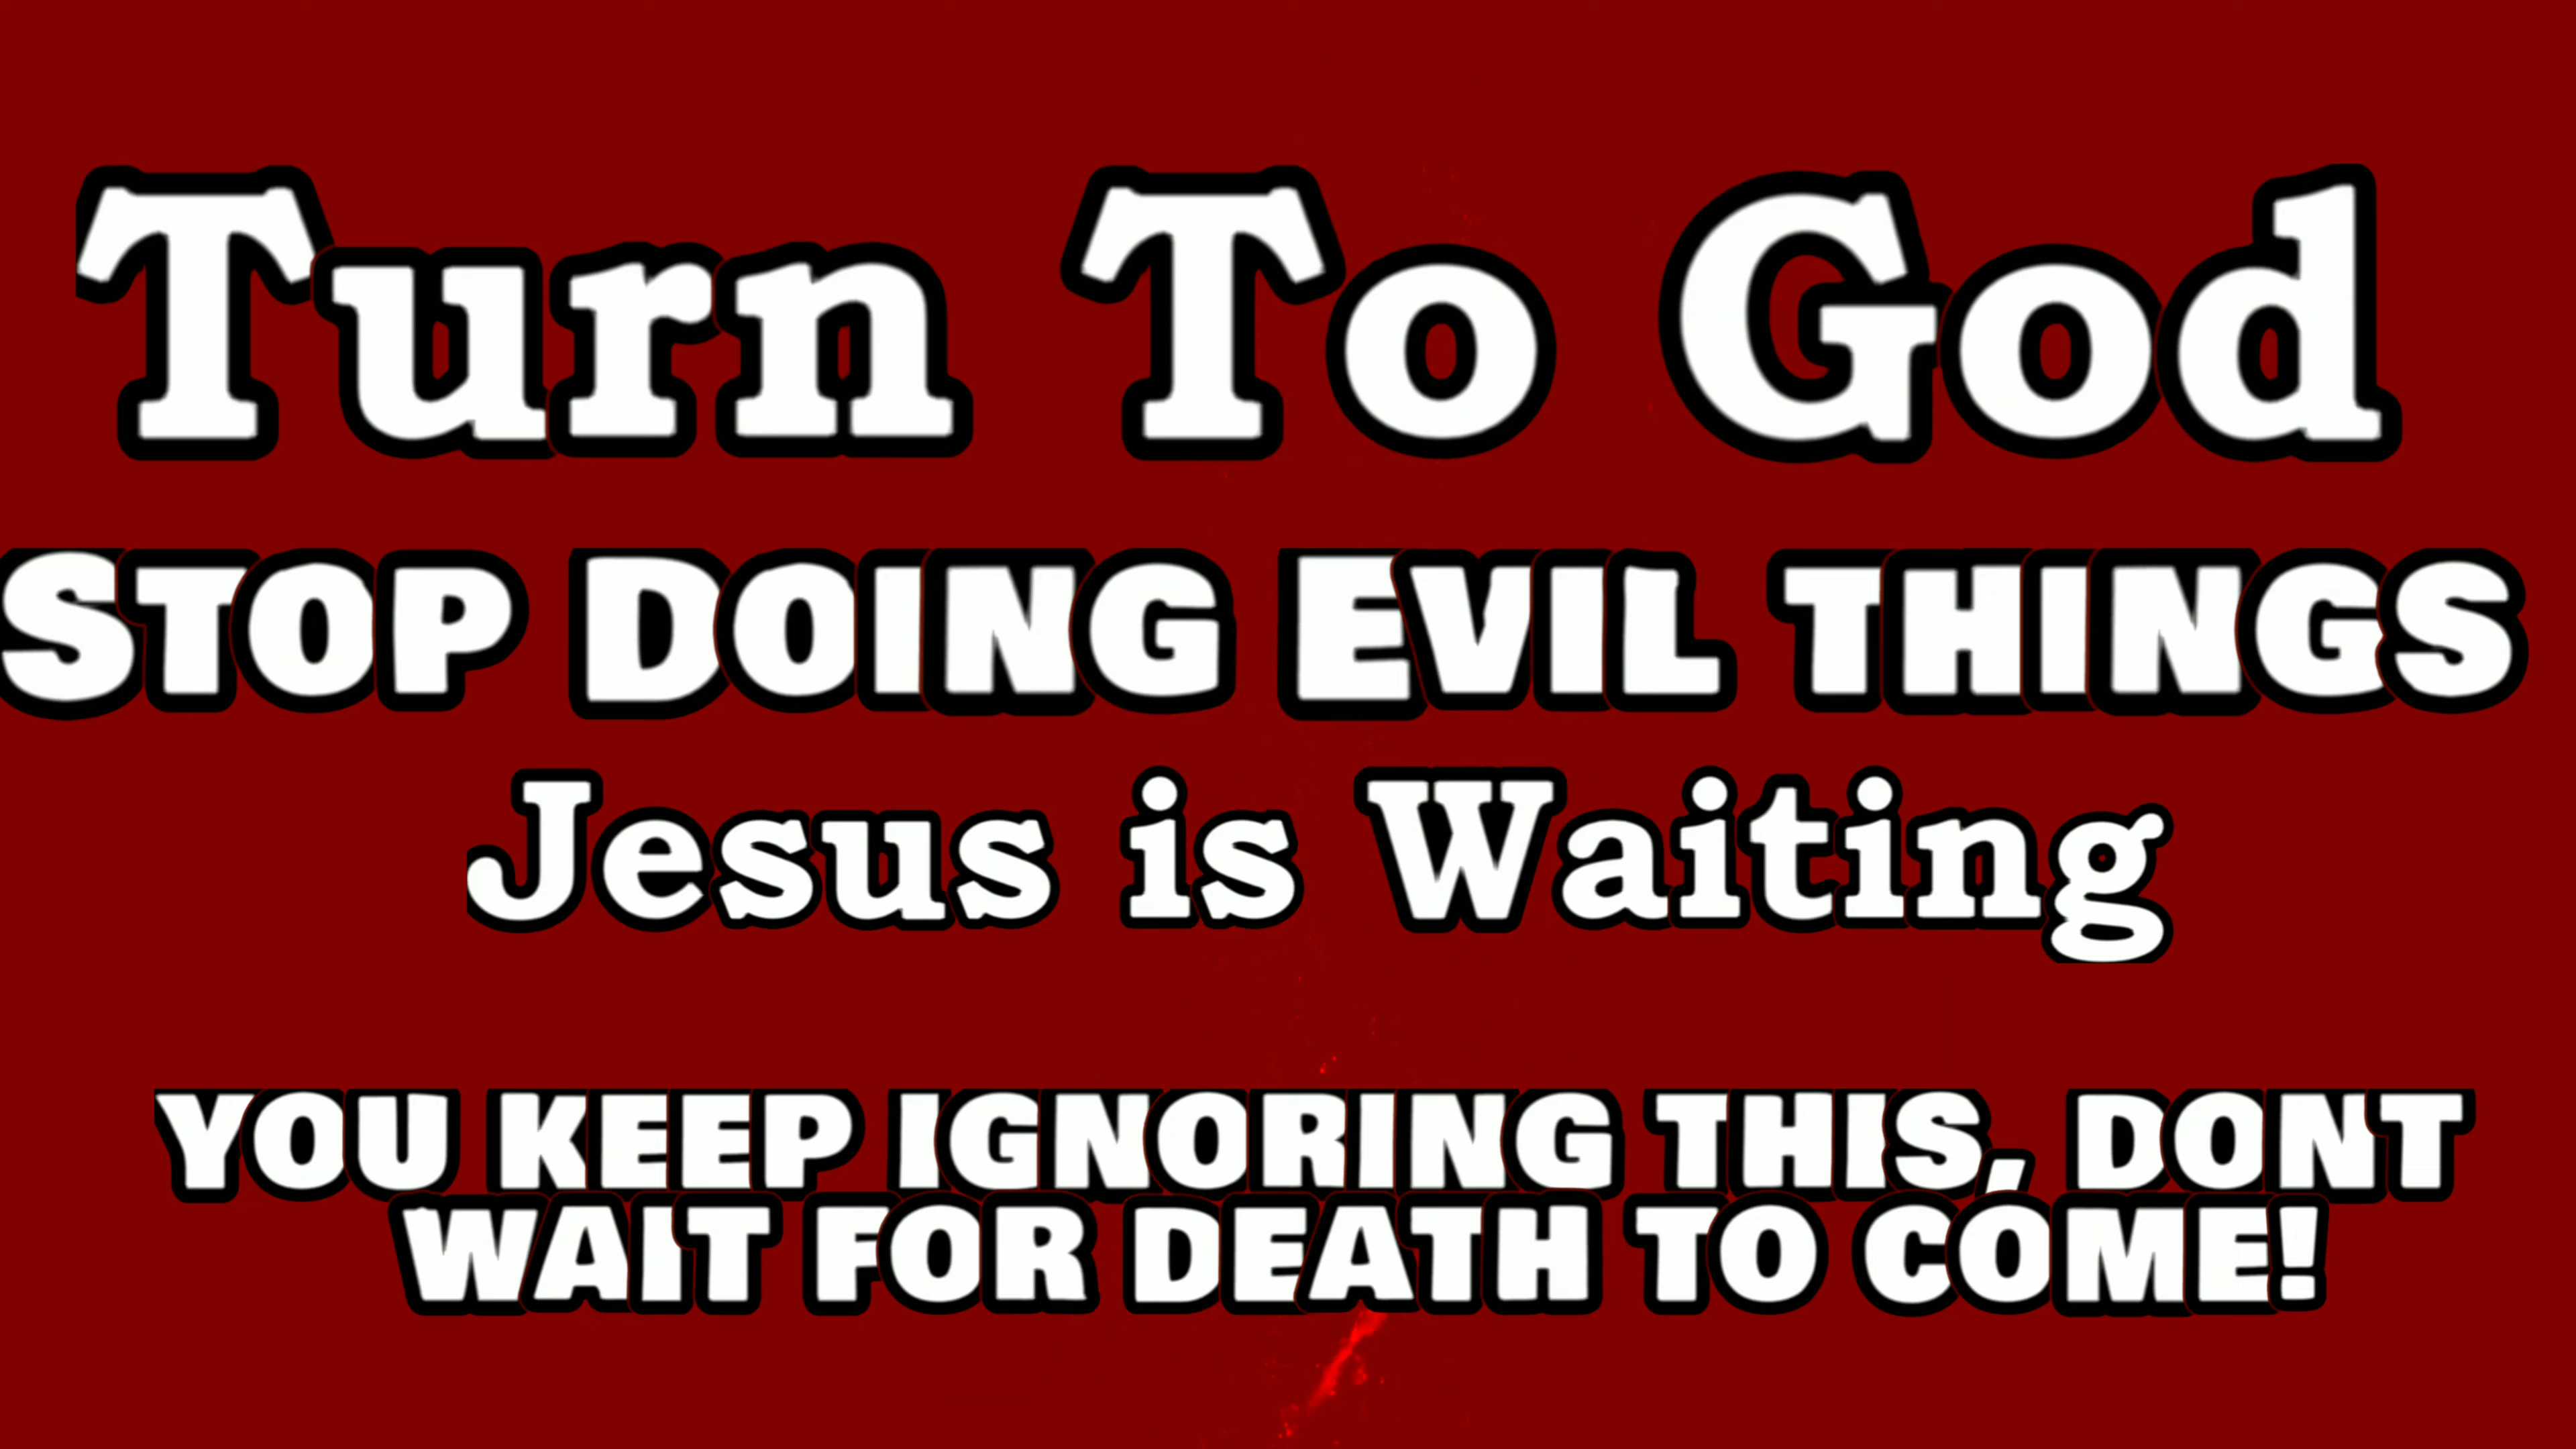 Turn To God
STOP DOING EVIL THINGS
Jesus is Waiting
YOU KEEP IGNORING THIS, DONT
WAIT FOR DEATH TO COME!